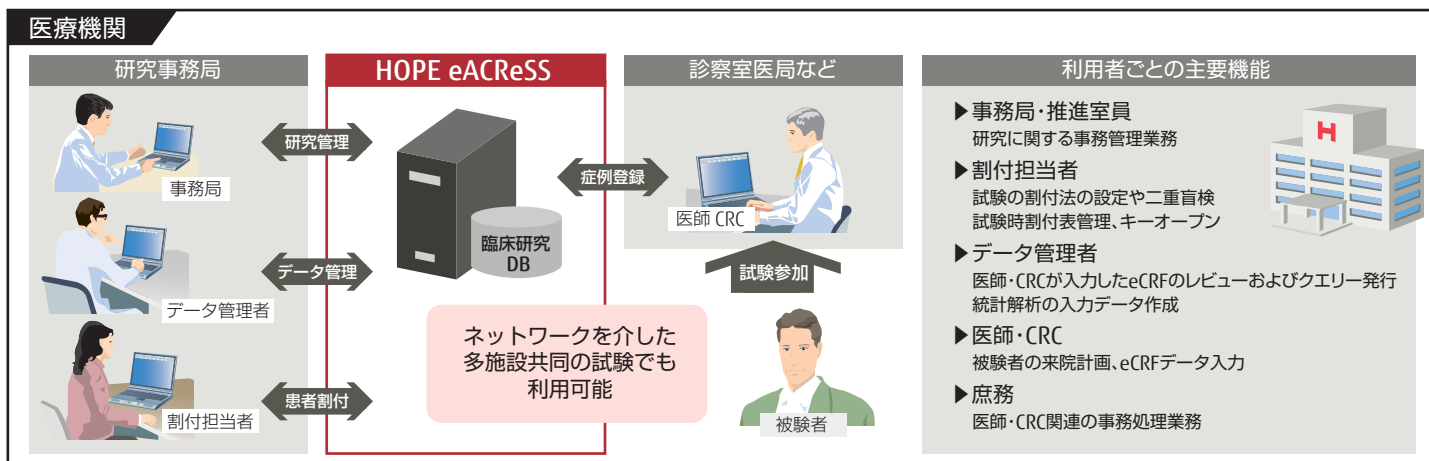 医療機関
研究事務局
事務局
データ管理者
割付担当者
研究管理
データ管理
患者割付
HOPE eACReSS
臨床研究
DB
ネットワークを介した
多施設共同の試験でも
利用可能
症例登録
診察室医局など
医師 CRC
試験参加
被験者
利用者ごとの主要機能
▶事務局・推進室員
研究に関する事務管理業務
▶割付担当者
試験の割付法の設定や二重盲検
試験時割付表管理、キーオープン
▶データ管理者
医師・CRCが入力したeCRFのレビューおよびクエリー発行
統計解析の入力データ作成
▶医師・CRC
被験者の来院計画、eCRFデータ入力
▶庶務
医師・CRC関連の事務処理業務
H